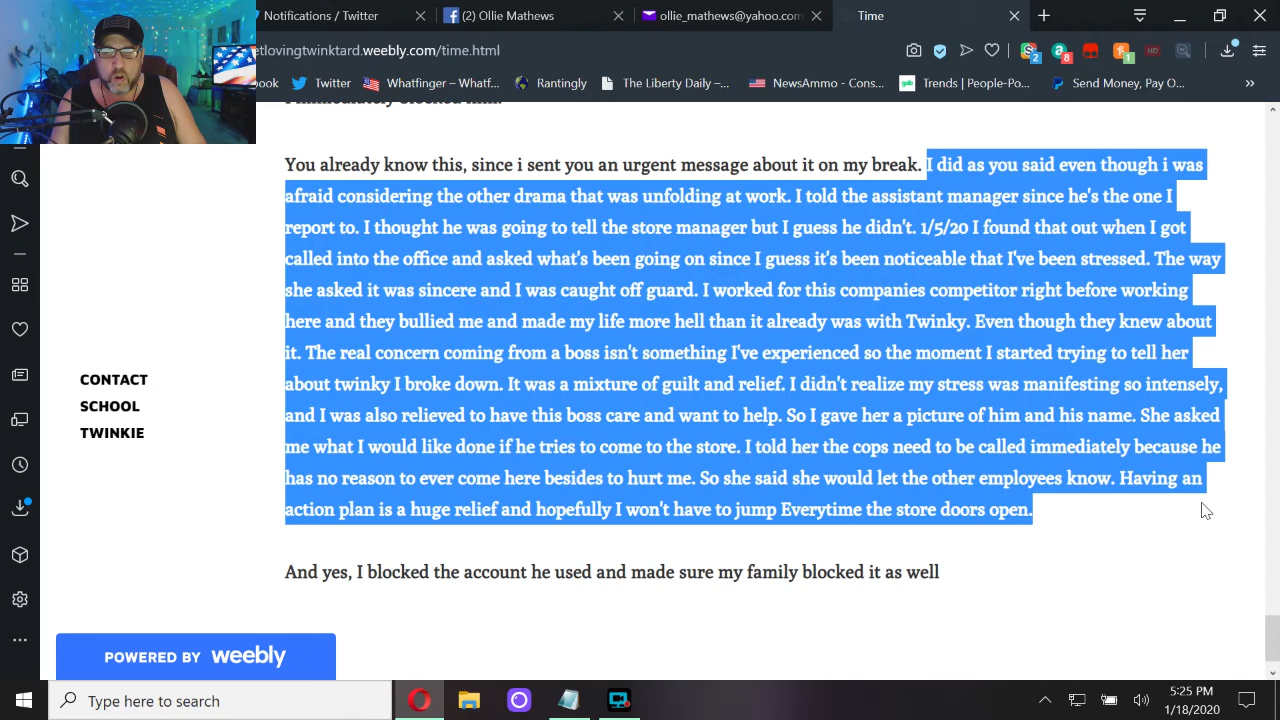 Notifications / Twitter
(2) Ollie Mathews
ollie_mathews@yahoo.com
Time
etlovingtwinktard.weebly.com/time.html
2
8
1
HD
book
Twitter
Whatfinger – Whatf...
Rantingly
The Liberty Daily –...
NewsAmmo - Cons...
gab
Trends | People-Po...
Send Money, Pay O...
You already know this, since i sent you an urgent message about it on my break. I did as you said even though i was
afraid considering the other drama that was unfolding at work. I told the assistant manager since he's the one I
report to. I thought he was going to tell the store manager but I guess he didn't. 1/5/20 I found that out when I got
called into the office and asked what's been going on since I guess it's been noticeable that I've been stressed. The way
she asked it was sincere and I was caught off guard. I worked for this companies competitor right before working
here and they bullied me and made my life more hell than it already was with Twinky. Even though they knew about
it. The real concern coming from a boss isn't something I've experienced so the moment I started trying to tell her
about twinky I broke down. It was a mixture of guilt and relief. I didn't realize my stress was manifesting so intensely,
and I was also relieved to have this boss care and want to help. So I gave her a picture of him and his name. She asked
me what I would like done if he tries to come to the store. I told her the cops need to be called immediately because he
has no reason to ever come here besides to hurt me. So she said she would let the other employees know. Having an
action plan is a huge relief and hopefully I won't have to jump Everytime the store doors open.
And yes, I blocked the account he used and made sure my family blocked it as well
CONTACT
SCHOOL
TWINKIE
POWERED BY weebly
Type here to search
5:25 PM
1/18/2020